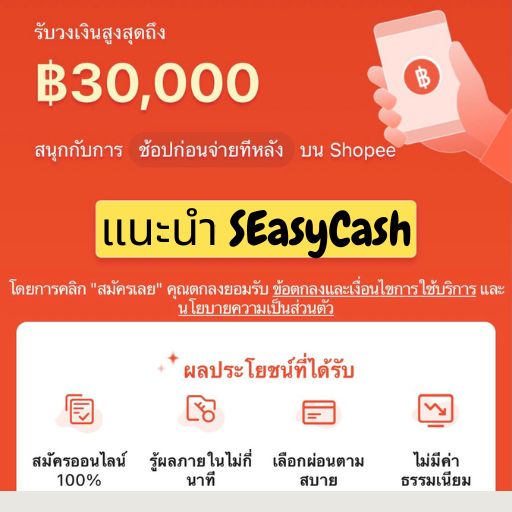 รับวงเงินสูงสุดถึง
฿30,000
สนุกกับการ ช้อปก่อนจ่ายทีหลัง บน Shopee
แนะนำ SEasyCash
โดยการคลิก "สมัครเลย" คุณตกลงยอมรับ ข้อตกลงและเงื่อนไขการใช้บริการ และ
นโยบายความเป็นส่วนตัว
ผลประโยชน์ที่ได้รับ
สมัครออนไลน์ รู้ผลภายในไม่กี่ เลือกผ่อนตาม ไม่มีค่า
100% นาที สบาย ธรรมเนียม